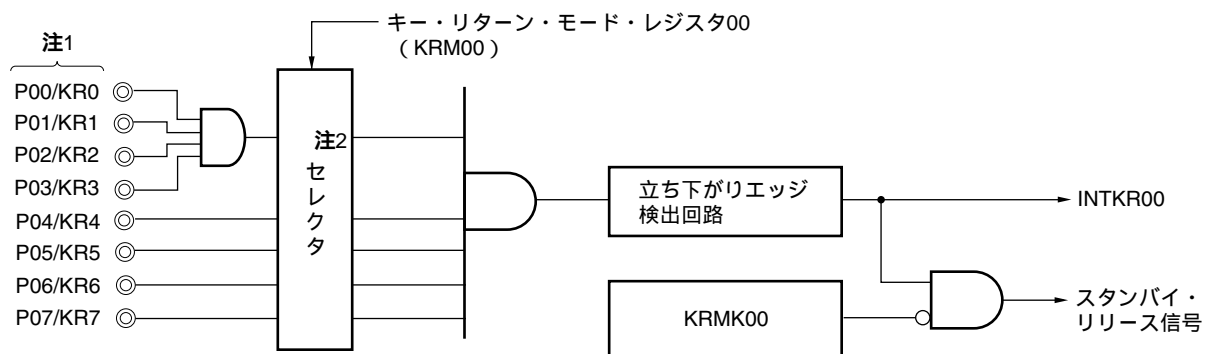 キー・リターン・モード・レジスタ00
（KRM00）
注1
P00/KR0
P01/KR1
P02/KR2
P03/KR3
P04/KR4
P05/KR5
P06/KR6
P07/KR7
注2
セレクタ
立ち下がりエッジ
検出回路
INTKR00
KRMK00
スタンバイ・
リリース信号